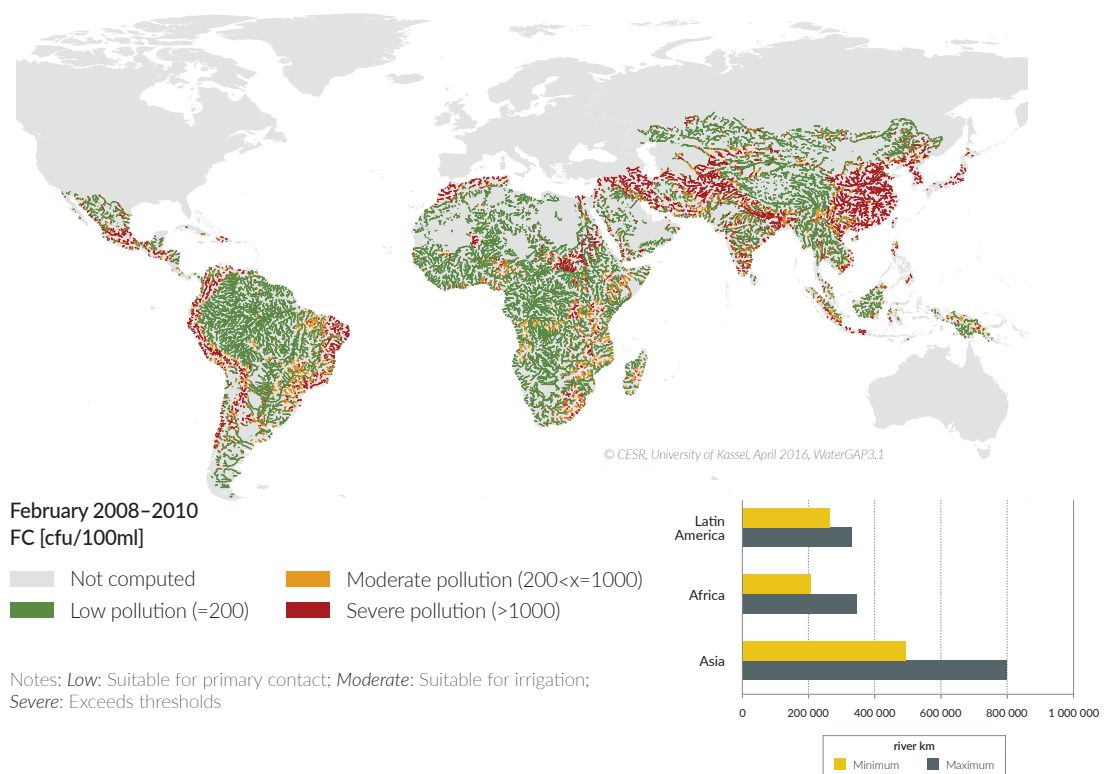 © CESR, University of Kassel, April 2016, WaterGAP3.1
February 2008–2010
FC [cfu/100ml]
Not computed
Low pollution (=200)
Moderate pollution (200<x=1000)
Severe pollution (>1000)
Notes: Low: Suitable for primary contact; Moderate: Suitable for irrigation;
Severe: Exceeds thresholds
Latin
America
Africa
Asia
0 200 000 400 000 600 000 800 000 1 000 000
river km
Minimum Maximum